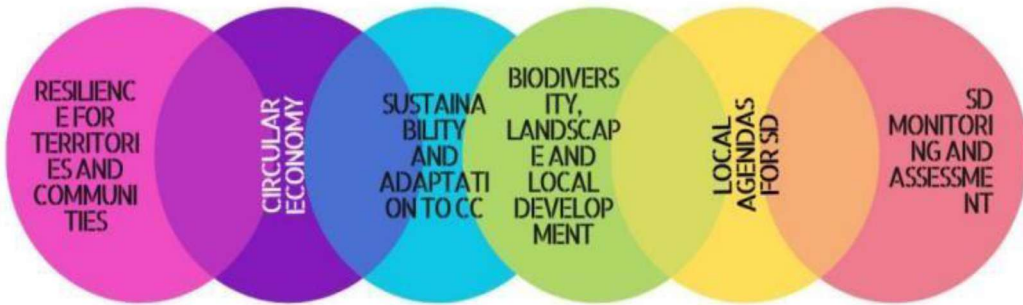 RESILIENC
E FOR
TERRITORI
ES AND
COMMUNI
TIES
CIRCULAR
ECONOMY
SUSTAINA
BILITY
AND
ADAPTATI
ON TO CC
BIODIVERS
ITY,
LANDSCAP
E AND
LOCAL
DEVELOP
MENT
LOCAL
AGENDAS
FOR SD
SD
MONITORI
NG AND
ASSESSME
NT